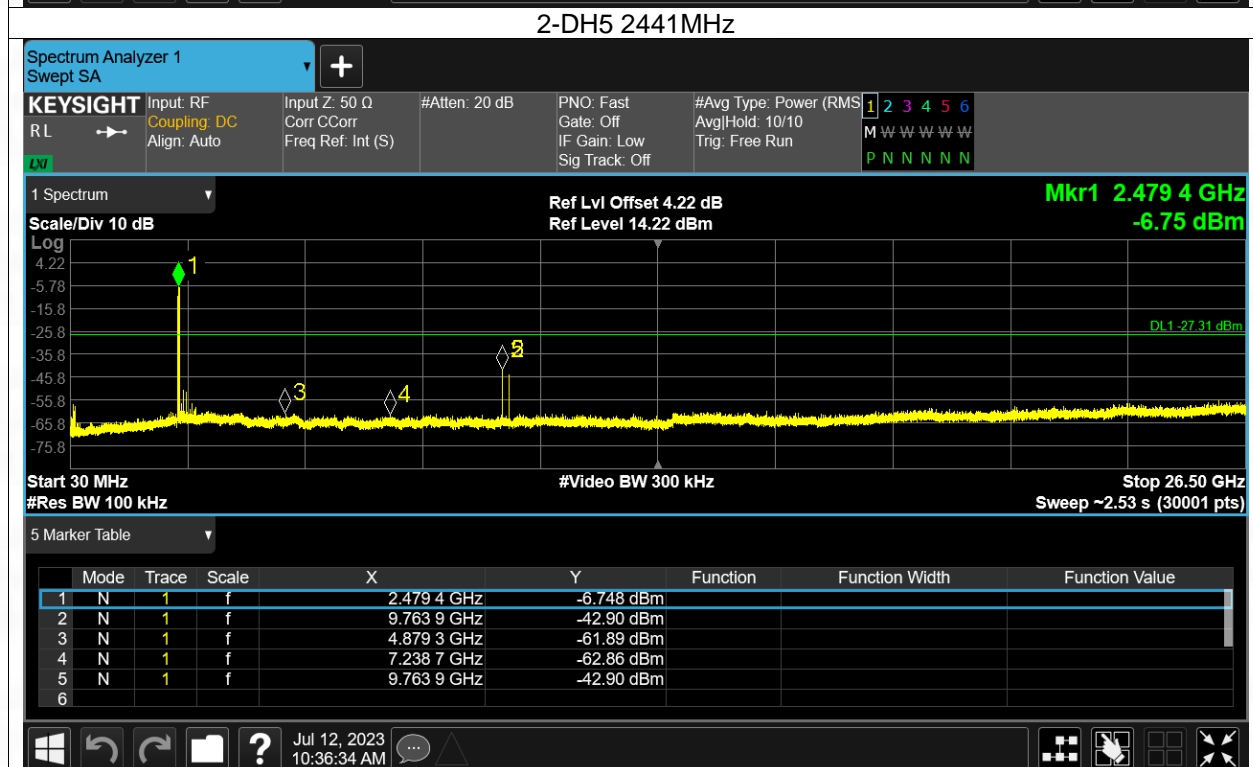 2-DH5 2441MHz
Spectrum Analyzer 1
Swept SA
KEYSIGHT
R L
LXI
Input: RF
Coupling: DC
Align: Auto
Input Z: 50 Ω
Corr CCorr
Freq Ref: Int (S)
#Atten: 20 dB
PNO: Fast
Gate: Off
IF Gain: Low
Sig Track: Off
#Avg Type: Power (RMS
Avg|Hold: 10/10
Trig: Free Run
1 2 3 4 5 6
M W W W W W
P N N N N N
1 Spectrum
Scale/Div 10 dB
Ref Lvl Offset 4.22 dB
Ref Level 14.22 dBm
Mkr1 2.479 4 GHz
-6.75 dBm
Log
4.22
-5.78
-15.8
-25.8
-35.8
-45.8
-55.8
-65.8
-75.8
1
3
4
DL1 -27.31 dBm
Start 30 MHz
#Res BW 100 kHz
#Video BW 300 kHz
Stop 26.50 GHz
Sweep ~2.53 s (30001 pts)
5 Marker Table
Mode Trace Scale X Y Function Function Width Function Value
1 N 1 f 2.479 4 GHz -6.748 dBm
2 N 1 f 9.763 9 GHz -42.90 dBm
3 N 1 f 4.879 3 GHz -61.89 dBm
4 N 1 f 7.238 7 GHz -62.86 dBm
5 N 1 f 9.763 9 GHz -42.90 dBm
6
?
Jul 12, 2023
10:36:34 AM